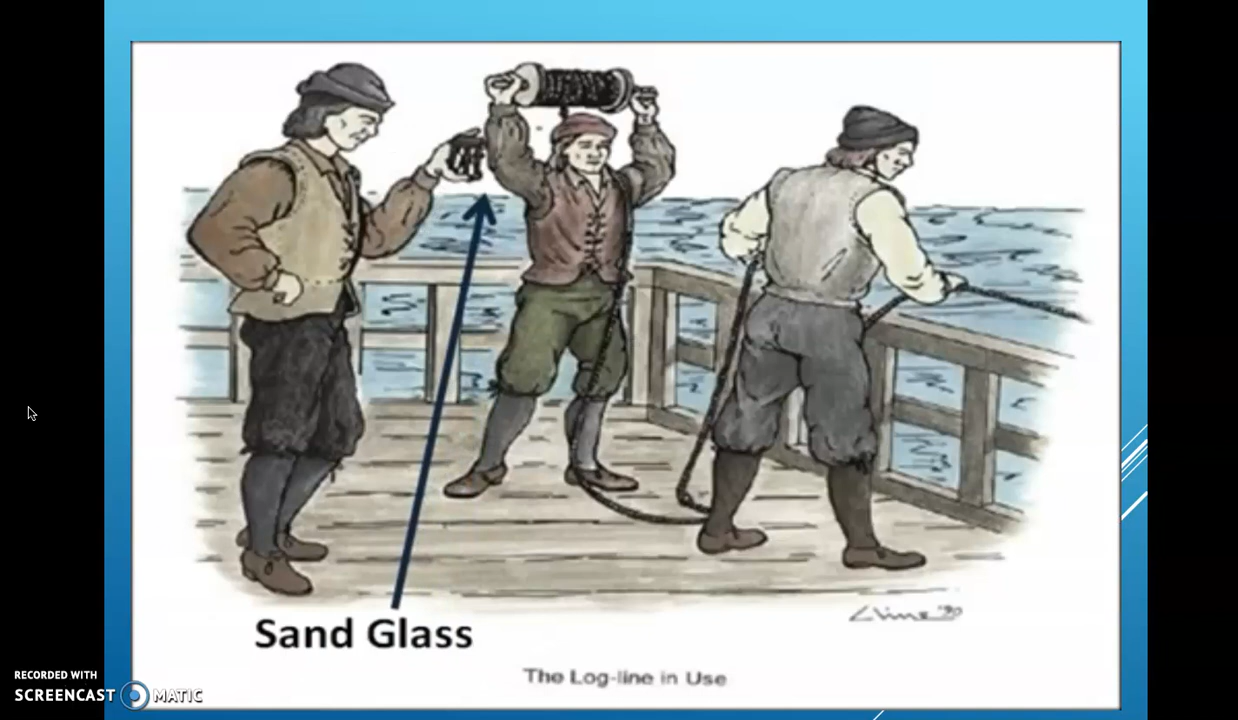 Sand Glass
The Log-line in Use
RECORDED WITH
SCREENCAST MATIC